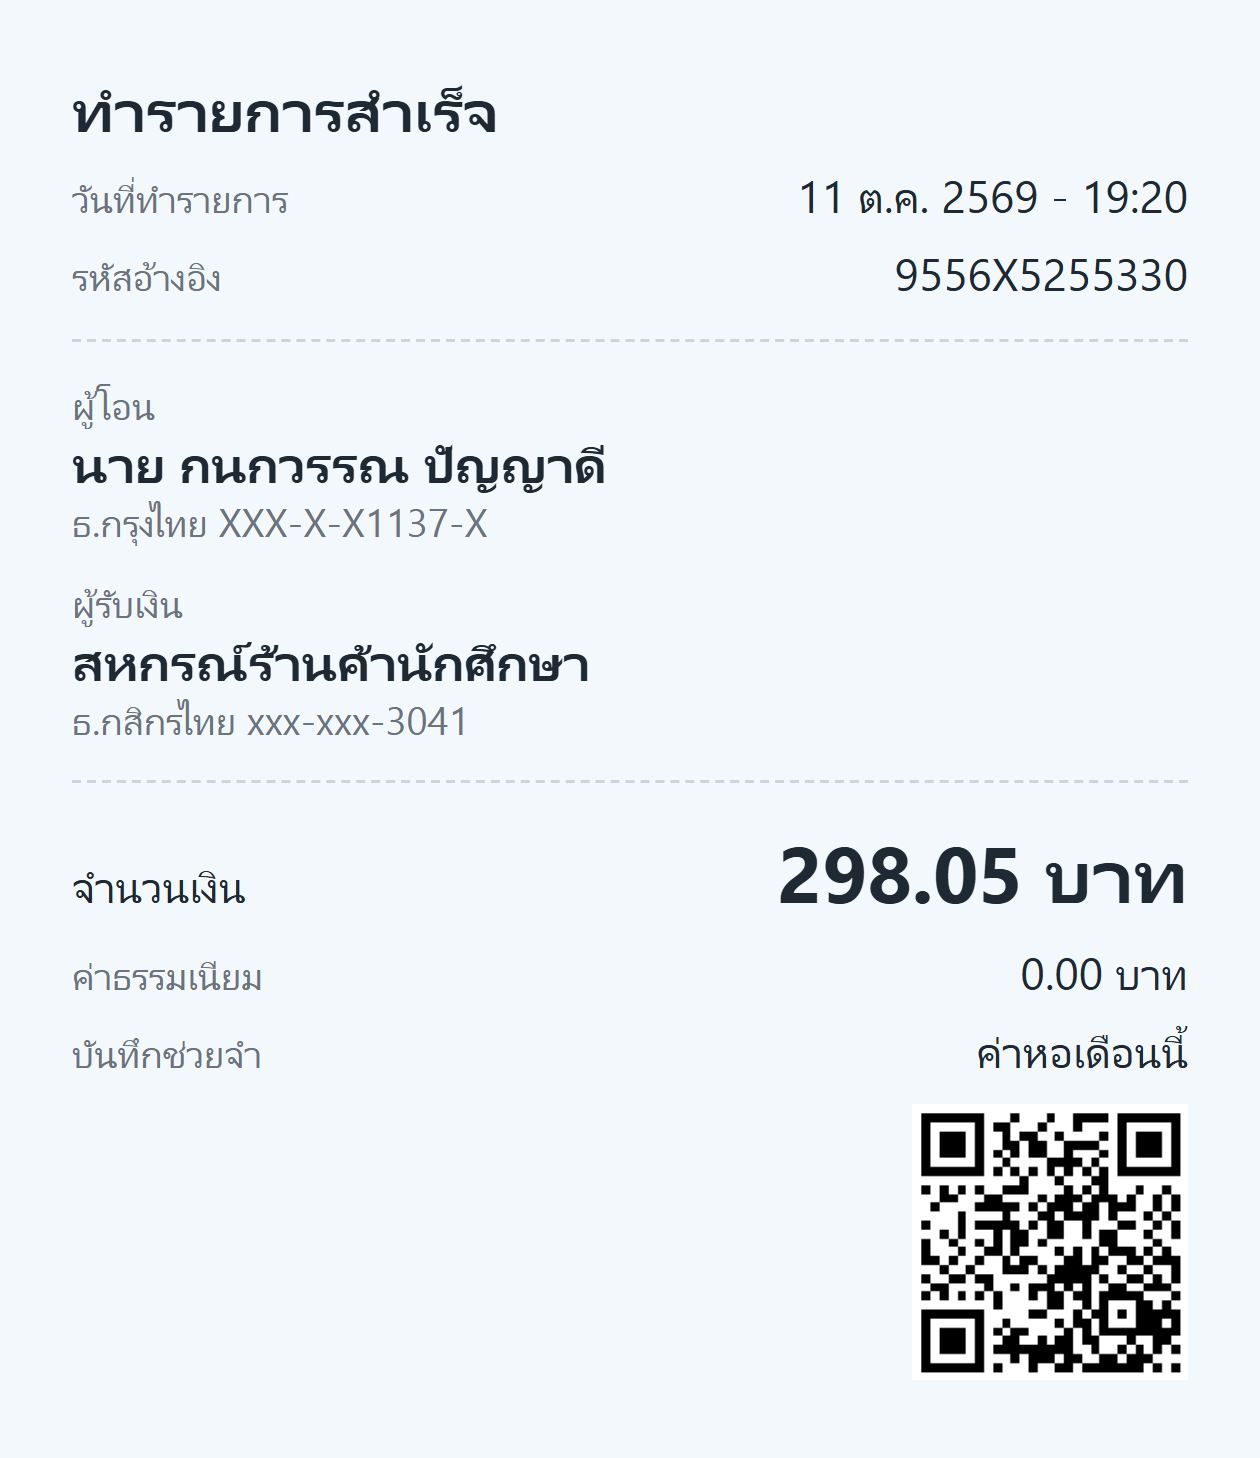 ทำรายการสำเร็จ
วันที่ทำรายการ 11 ต.ค. 2569 - 19:20
รหัสอ้างอิง 9556X5255330
ผู้โอน
นาย กนกวรรณ ปัญญาดี
ธ.กรุงไทย XXX-X-X1137-X
ผู้รับเงิน
สหกรณ์ร้านค้านักศึกษา
ธ.กสิกรไทย xxx-xxx-3041
จำนวนเงิน 298.05 บาท
ค่าธรรมเนียม 0.00 บาท
บันทึกช่วยจำ ค่าหอเดือนนี้